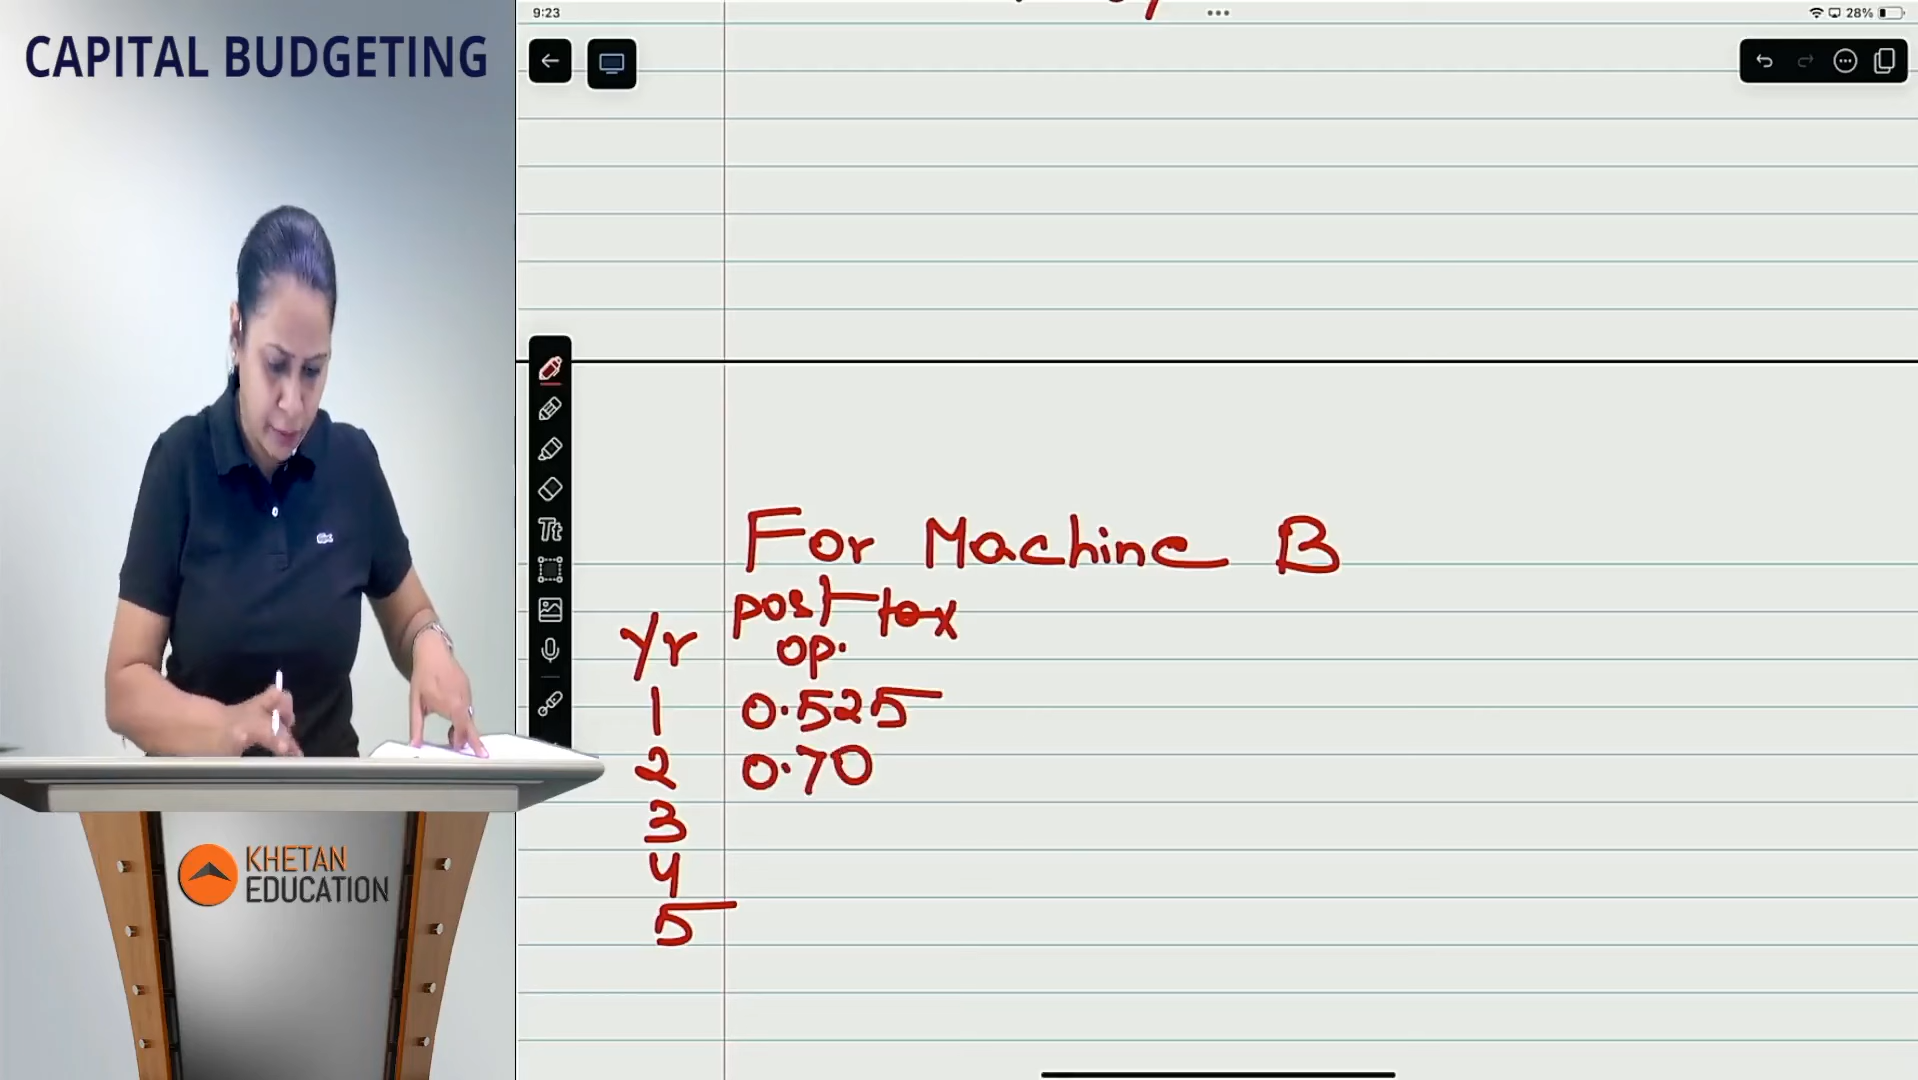 CAPITAL BUDGETING
9:23
28%
Tt
For Machine B
Yr post-tax
op.
1 0.525
2 0.70
3
4
5
KHETAN
EDUCATION